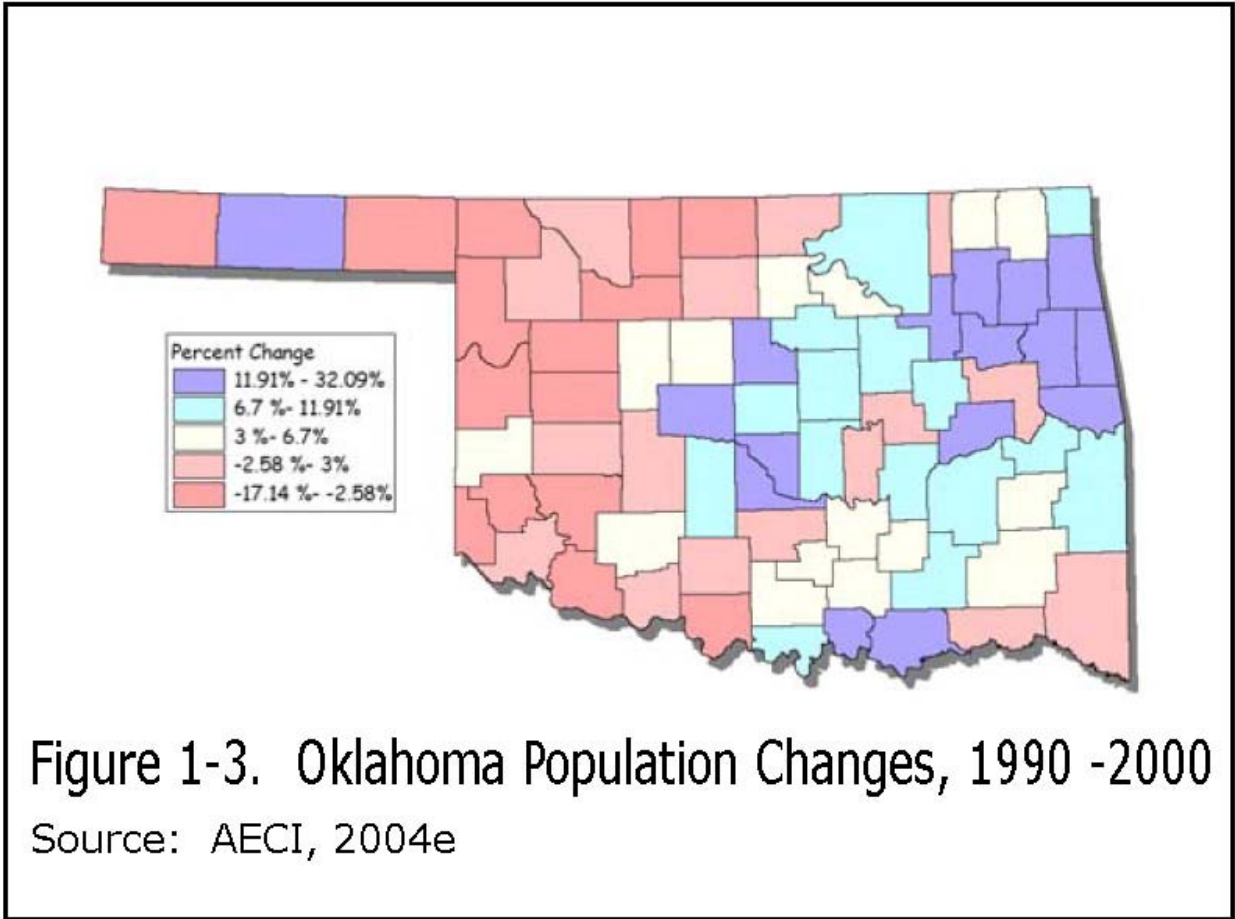 Percent Change
11.91% - 32.09%
6.7 %- 11.91%
3 %- 6.7%
-2.58 %- 3%
-17.14 %- -2.58%
Figure 1-3. Oklahoma Population Changes, 1990 -2000
Source: AECI, 2004e